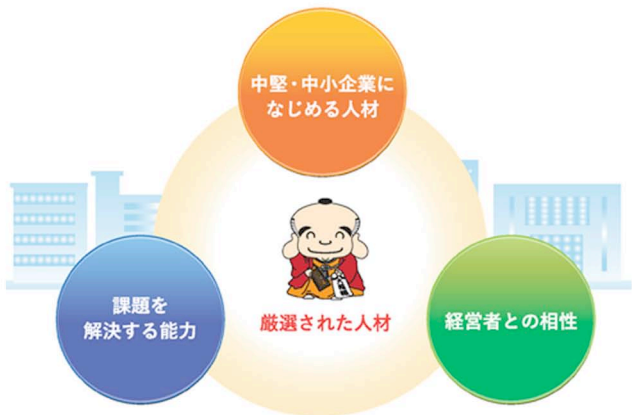 中堅・中小企業に
なじめる人材
厳選された人材
課題を
解決する能力
経営者との相性